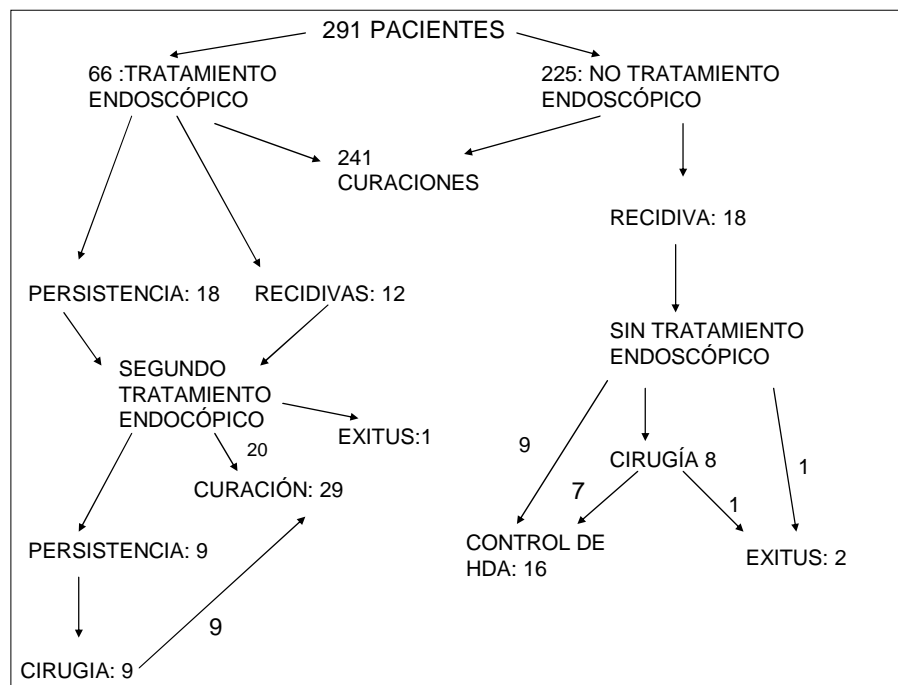 291 PACIENTES
66 :TRATAMIENTO
ENDOSCÓPICO
225: NO TRATAMIENTO
ENDOSCÓPICO
241
CURACIONES
RECIDIVA: 18
PERSISTENCIA: 18
RECIDIVAS: 12
SIN TRATAMIENTO
ENDOSCÓPICO
SEGUNDO
TRATAMIENTO
ENDOCÓPICO
EXITUS:1
20
CURACIÓN: 29
9
CIRUGÍA 8
1
7
1
PERSISTENCIA: 9
CONTROL DE
HDA: 16
EXITUS: 2
9
CIRUGIA: 9